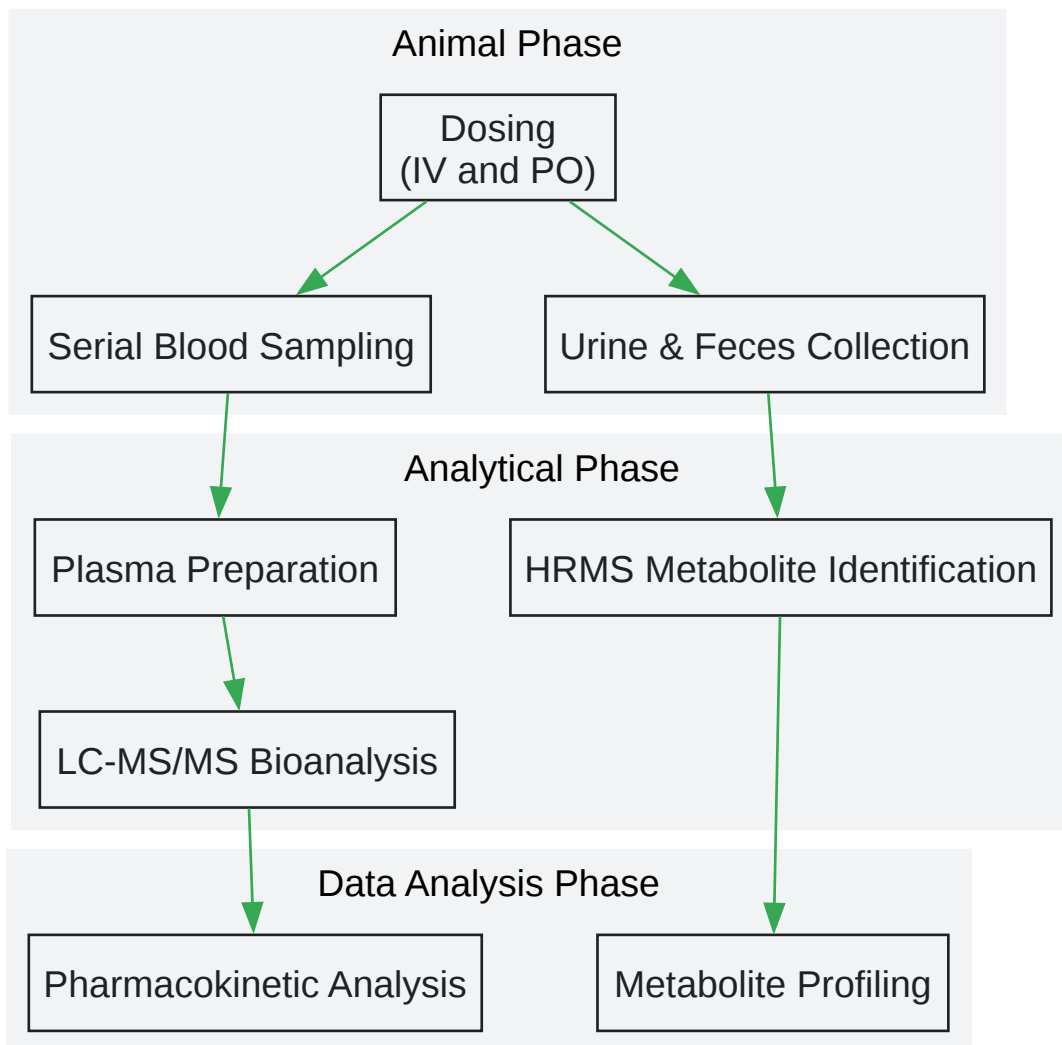 Animal Phase
Dosing
(IV and PO)
Serial Blood Sampling
Urine & Feces Collection
Analytical Phase
Plasma Preparation
HRMS Metabolite Identification
LC-MS/MS Bioanalysis
Data Analysis Phase
Pharmacokinetic Analysis
Metabolite Profiling